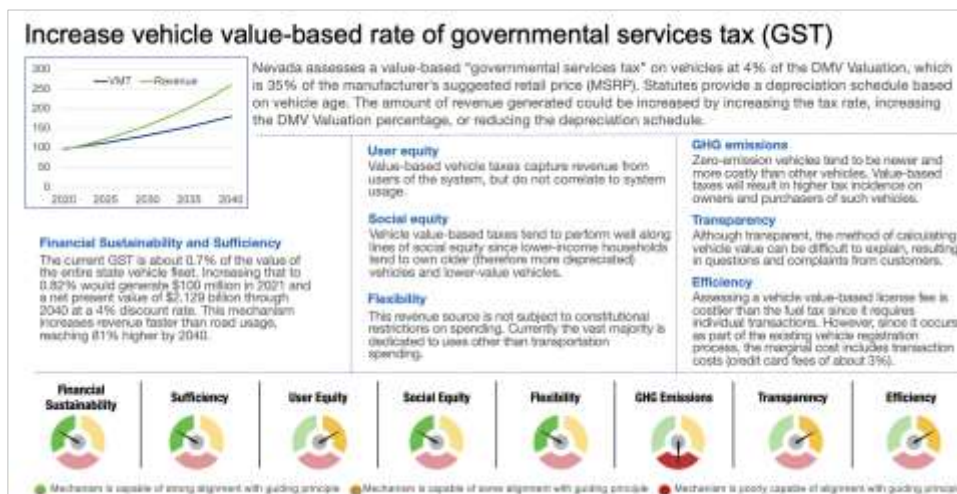 Increase vehicle value-based rate of governmental services tax (GST)
300
250
200
150
100
50
0
VMT
Revenue
2020 2025 2030 2035 2040
Nevada assesses a value-based "governmental services tax" on vehicles at 4% of the DMV Valuation, which
is 35% of the manufacturer's suggested retail price (MSRP). Statutes provide a depreciation schedule based
on vehicle age. The amount of revenue generated could be increased by increasing the tax rate, increasing
the DMV Valuation percentage, or reducing the depreciation schedule.
Financial Sustainability and Sufficiency
The current GST is about 0.7% of the value of
the entire state vehicle fleet. Increasing that to
0.82% would generate $100 million in 2021 and
a net present value of $2.129 billion through
2040 at a 4% discount rate. This mechanism
increases revenue faster than road usage,
reaching 81% higher by 2040.
User equity
Value-based vehicle taxes capture revenue from
users of the system, but do not correlate to system
usage.
Social equity
Vehicle value-based taxes tend to perform well along
lines of social equity since lower-income households
tend to own older (therefore more depreciated)
vehicles and lower-value vehicles.
Flexibility
This revenue source is not subject to constitutional
restrictions on spending. Currently the vast majority is
dedicated to uses other than transportation
spending.
GHG emissions
Zero-emission vehicles tend to be newer and
more costly than other vehicles. Value-based
taxes will result in higher tax incidence on
owners and purchasers of such vehicles.
Transparency
Although transparent, the method of calculating
vehicle value can be difficult to explain, resulting
in questions and complaints from customers.
Efficiency
Assessing a vehicle value-based license fee is
costlier than the fuel tax since it requires
individual transactions. However, since it occurs
as part of the existing vehicle registration
process, the marginal cost includes transaction
costs (credit card fees of about 3%).
Financial
Sustainability
Sufficiency
User Equity
Social Equity
Flexibility
GHG Emissions
Transparency
Efficiency
Mechanism is capable of strong alignment with guiding principle
Mechanism is capable of some alignment with guiding principle
Mechanism is poorly capable of alignment with guiding